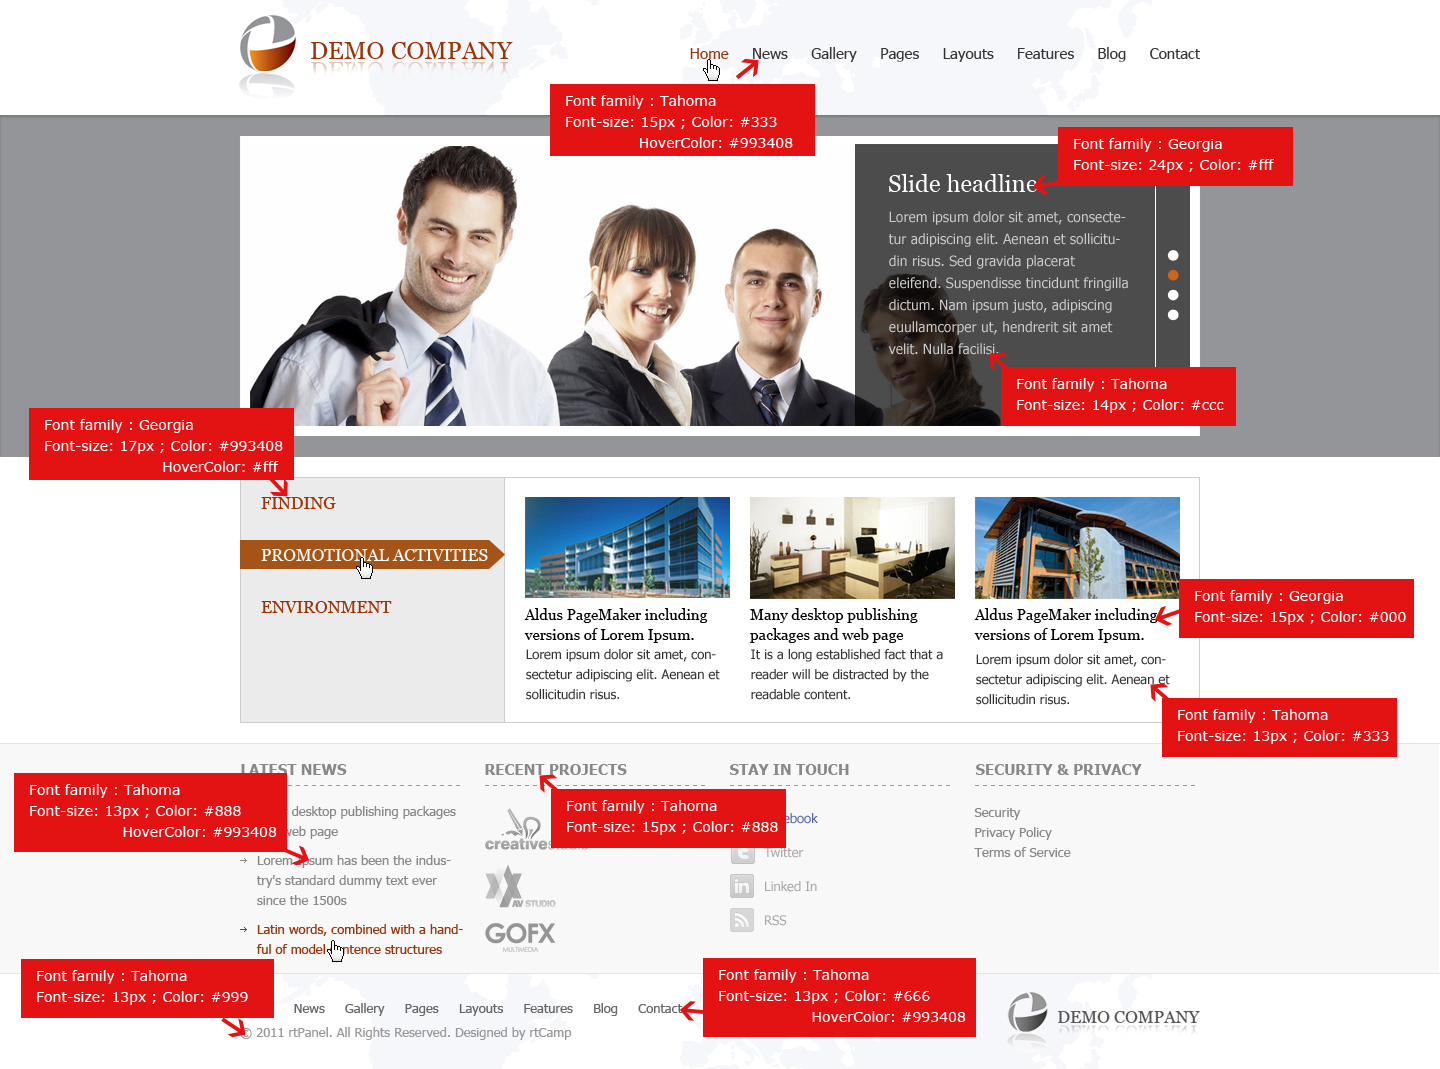 DEMO COMPANY
Home News Gallery Pages Layouts Features Blog Contact
Font family : Tahoma
Font-size: 15px ; Color: #333
HoverColor: #993408
Font family : Georgia
Font-size: 24px ; Color: #fff
Slide headline
Lorem ipsum dolor sit amet, consecte-
tur adipiscing elit. Aenean et sollicitu-
din risus. Sed gravida placerat
eleifend. Suspendisse tincidunt fringilla
dictum. Nam ipsum justo, adipiscing
euullamcorper ut, hendrerit sit amet
velit. Nulla facilisi.
Font family : Tahoma
Font-size: 14px ; Color: #ccc
Font family : Georgia
Font-size: 17px ; Color: #993408
HoverColor: #fff
FINDING
PROMOTIONAL ACTIVITIES
ENVIRONMENT
Aldus PageMaker including
versions of Lorem Ipsum.
Lorem ipsum dolor sit amet, con-
sectetur adipiscing elit. Aenean et
sollicitudin risus.
Many desktop publishing
packages and web page
It is a long established fact that a
reader will be distracted by the
readable content.
Aldus PageMaker including
versions of Lorem Ipsum.
Lorem ipsum dolor sit amet, con-
sectetur adipiscing elit. Aenean et
sollicitudin risus.
Font family : Georgia
Font-size: 15px ; Color: #000
Font family : Tahoma
Font-size: 13px ; Color: #333
LATEST NEWS
Font family : Tahoma
Font-size: 13px ; Color: #888
HoverColor: #993408
desktop publishing packages
web page
Lorem Ipsum has been the indus-
try's standard dummy text ever
since the 1500s
Latin words, combined with a hand-
ful of model sentence structures
RECENT PROJECTS
Font family : Tahoma
Font-size: 15px ; Color: #888
creativestudio
AV STUDIO
GOFX
MULTIMEDIA
STAY IN TOUCH
ebook
Twitter
Linked In
RSS
SECURITY & PRIVACY
Security
Privacy Policy
Terms of Service
Font family : Tahoma
Font-size: 13px ; Color: #999
News Gallery Pages Layouts Features Blog Contact
© 2011 rtPanel. All Rights Reserved. Designed by rtCamp
Font family : Tahoma
Font-size: 13px ; Color: #666
HoverColor: #993408
DEMO COMPANY